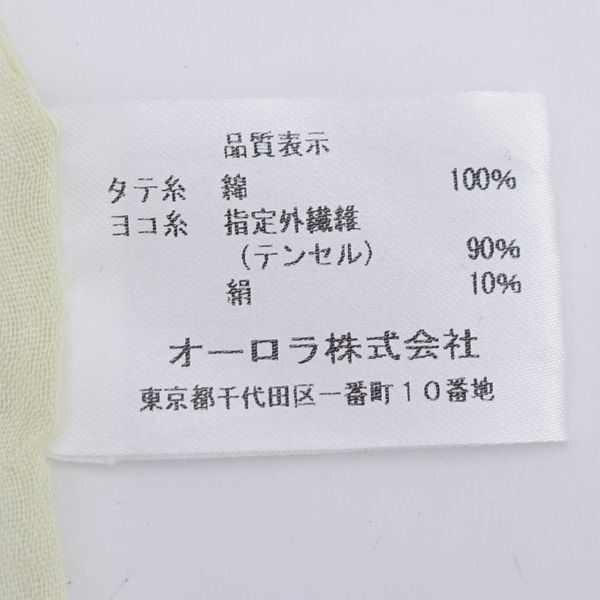 品質表示
タテ糸 綿 100%
ヨコ糸 指定外繊維
(テンセル) 90%
絹 10%
オーロラ株式会社
東京都千代田区一番町10番地